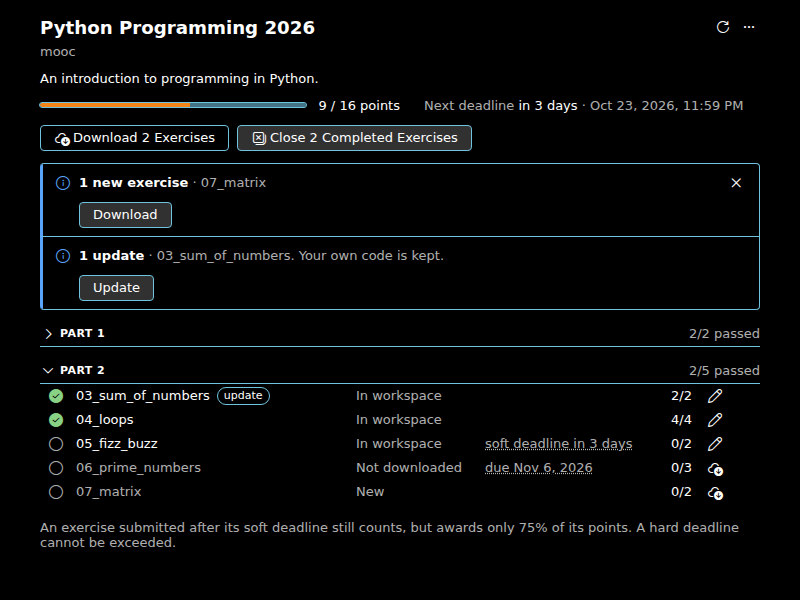 Python Programming 2026
mooc
An introduction to programming in Python.
9 / 16 points Next deadline in 3 days · Oct 23, 2026, 11:59 PM
Download 2 Exercises Close 2 Completed Exercises
1 new exercise · 07_matrix
Download
1 update · 03_sum_of_numbers. Your own code is kept.
Update
PART 1 2/2 passed
PART 2 2/5 passed
03_sum_of_numbers update In workspace 2/2
04_loops In workspace 4/4
05_fizz_buzz In workspace soft deadline in 3 days 0/2
06_prime_numbers Not downloaded due Nov 6, 2026 0/3
07_matrix New 0/2
An exercise submitted after its soft deadline still counts, but awards only 75% of its points. A hard deadline
cannot be exceeded.